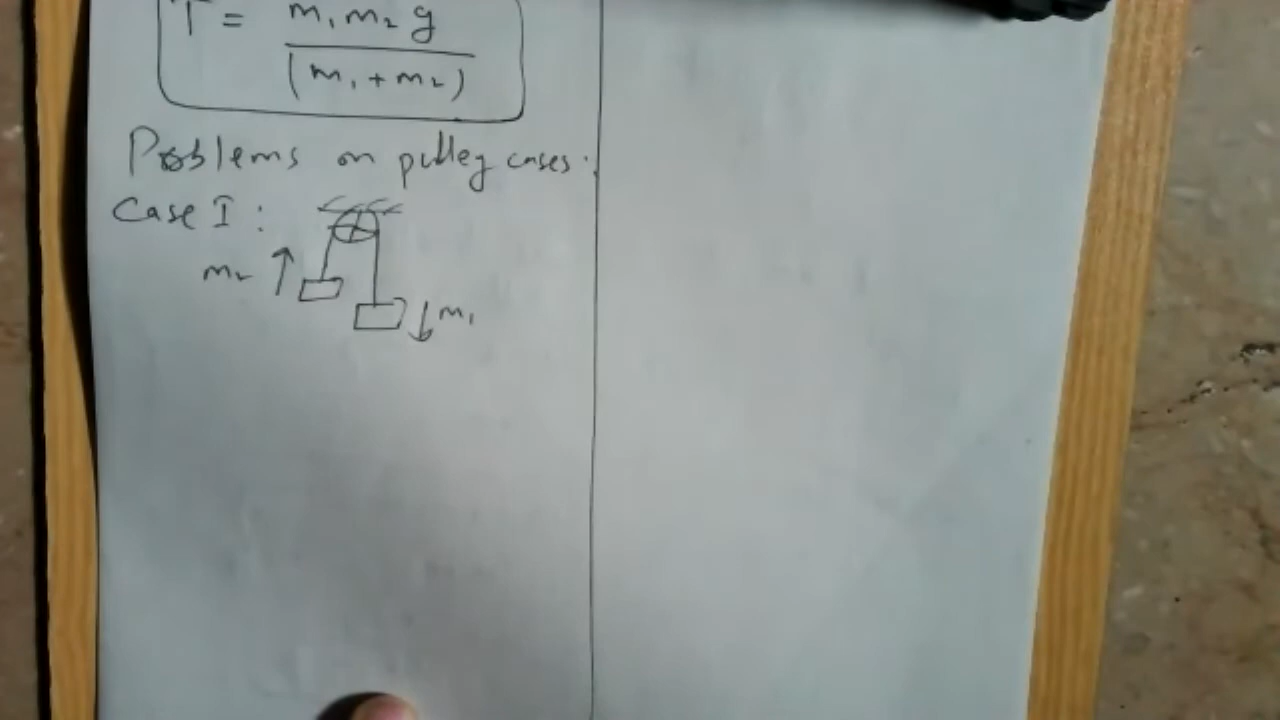 T = m₁m₂g
(m₁ + m₂)
Problems on pulley cases.
Case I :
m₂
m₁